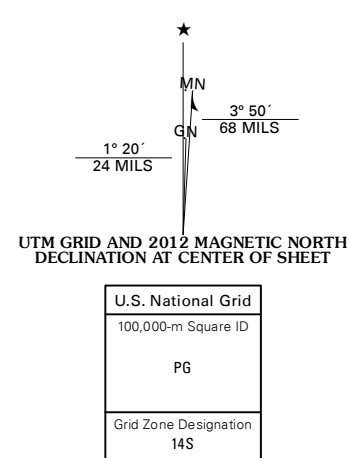 ★
MN
3° 50´
68 MILS
GN
1° 20´
24 MILS
UTM GRID AND 2012 MAGNETIC NORTH
DECLINATION AT CENTER OF SHEET
U.S. National Grid
100,000-m Square ID
PG
Grid Zone Designation
14S